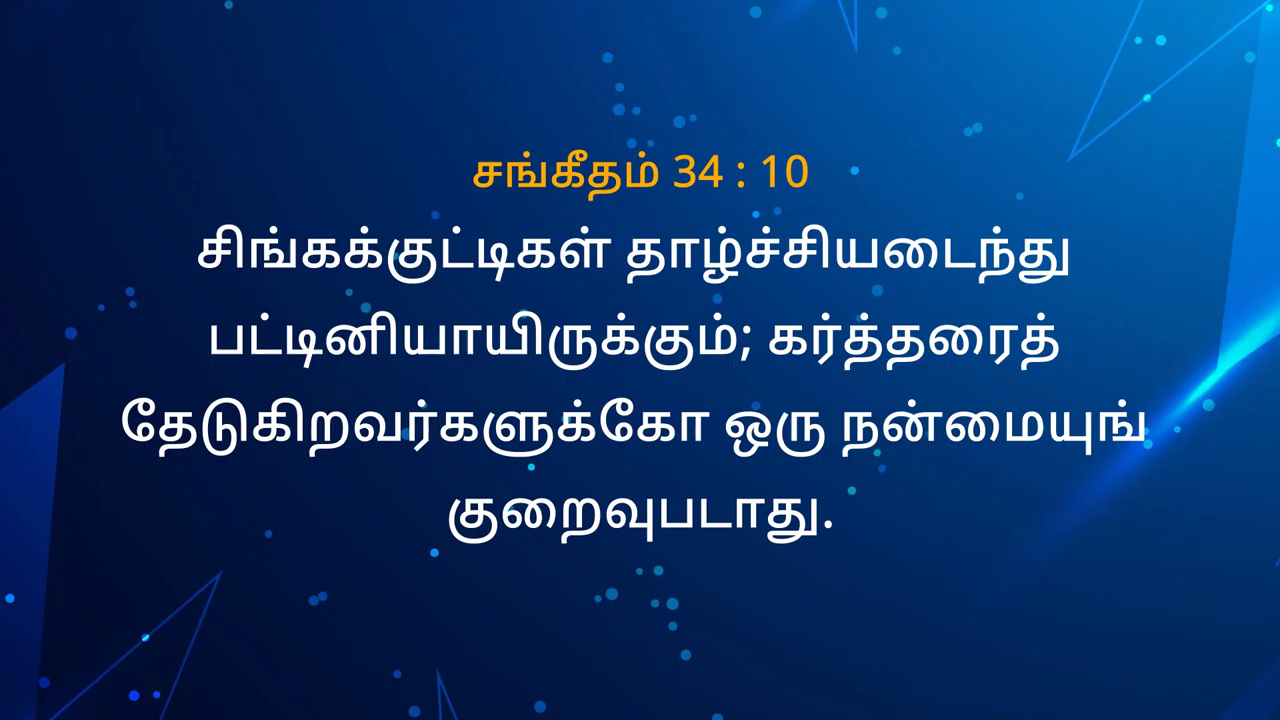 சங்கீதம் 34 : 10
சிங்கக்குட்டிகள் தாழ்ச்சியடைந்து
பட்டினியாயிருக்கும்; கர்த்தரைத்
தேடுகிறவர்களுக்கோ ஒரு நன்மையுங்
குறைவுபடாது.